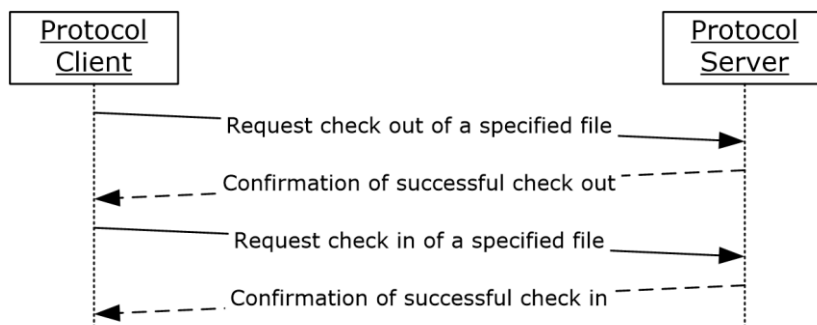 Protocol
Client
Protocol
Server
Request check out of a specified file
Confirmation of successful check out
Request check in of a specified file
Confirmation of successful check in